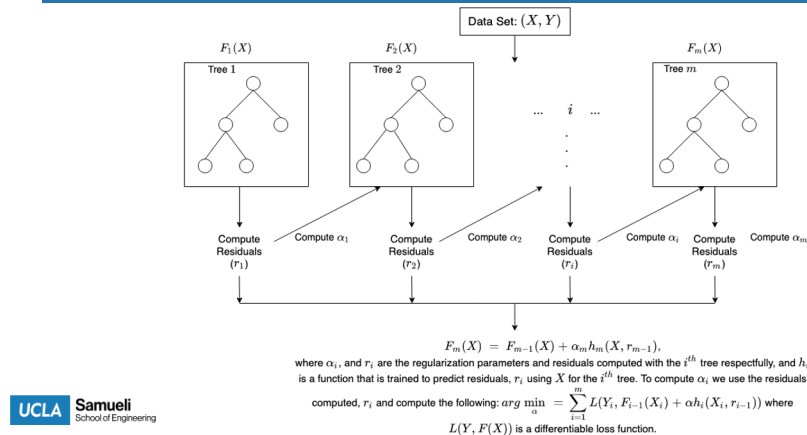 Data Set: (X, Y)
F₁(X) F₂(X) Fₘ(X)
Tree 1 Tree 2 Tree m
... i ...
.
.
.
Compute Residuals (r₁)
Compute α₁
Compute Residuals (r₂)
Compute α₂
Compute Residuals (rᵢ)
Compute αᵢ
Compute Residuals (rₘ)
Compute αₘ
Fₘ(X) = Fₘ₋₁(X) + αₘhₘ(X, rₘ₋₁),
where αᵢ, and rᵢ are the regularization parameters and residuals computed with the iᵗʰ tree respectfully, and hᵢ
is a function that is trained to predict residuals, rᵢ using X for the iᵗʰ tree. To compute αᵢ we use the residuals
computed, rᵢ and compute the following: arg min_α = ∑ᵢ₌₁ᵐ L(Yᵢ, Fᵢ₋₁(Xᵢ) + αhᵢ(Xᵢ, rᵢ₋₁)) where
L(Y, F(X)) is a differentiable loss function.
UCLA Samueli
School of Engineering